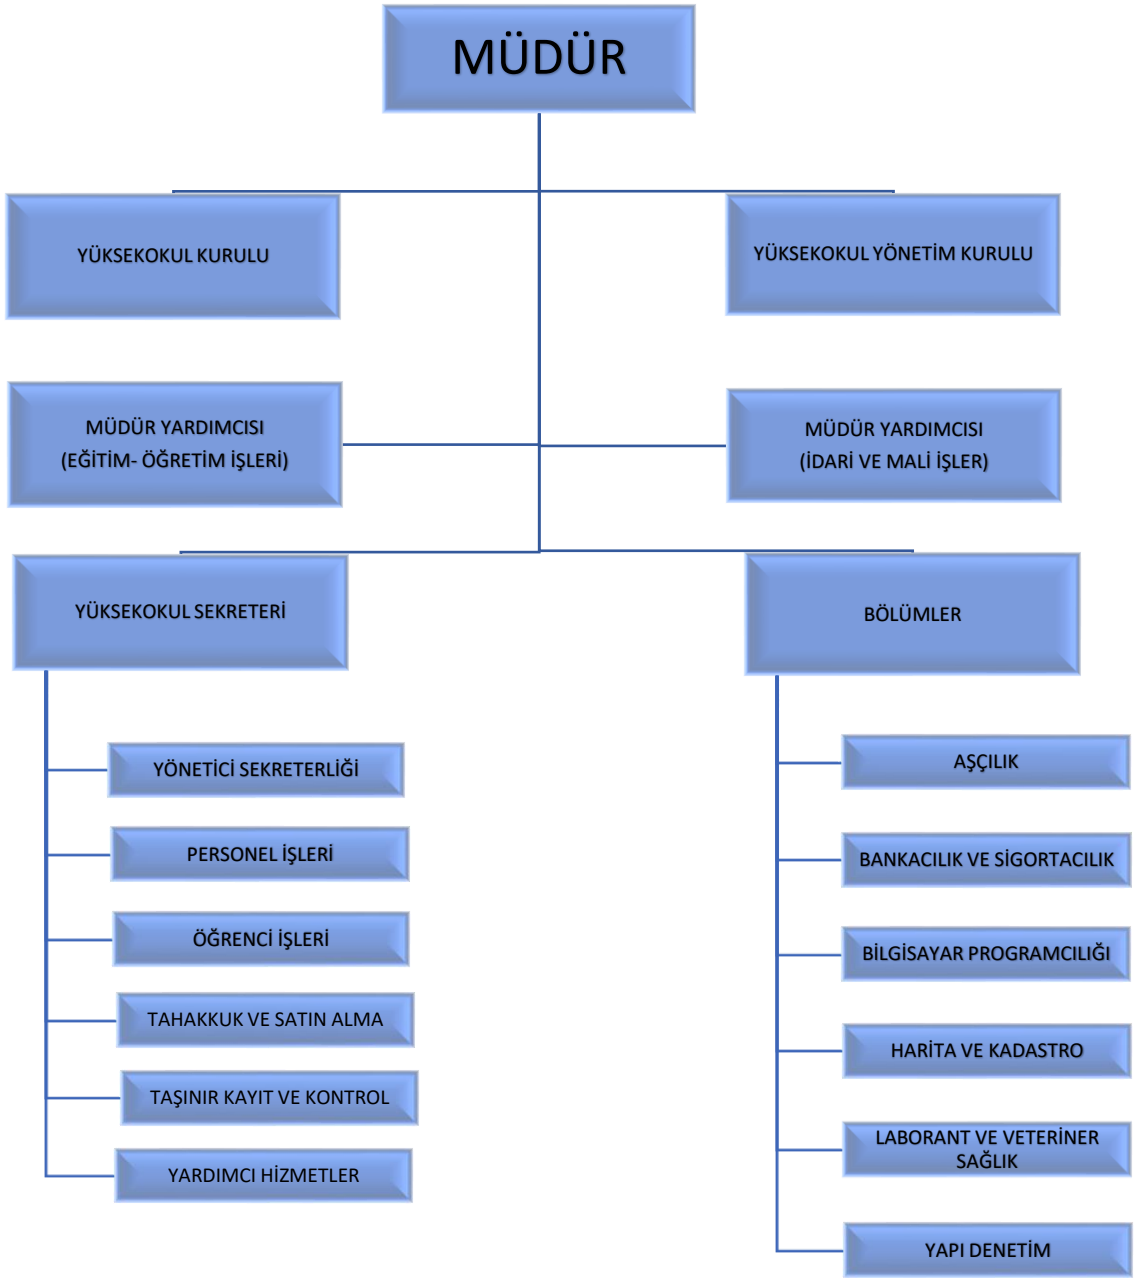 MÜDÜR
YÜKSEKOKUL KURULU
YÜKSEKOKUL YÖNETİM KURULU
MÜDÜR YARDIMCISI
(EĞİTİM- ÖĞRETİM İŞLERİ)
MÜDÜR YARDIMCISI
(İDARİ VE MALİ İŞLER)
YÜKSEKOKUL SEKRETERİ
YÖNETİCİ SEKRETERLİĞİ
PERSONEL İŞLERİ
ÖĞRENCİ İŞLERİ
TAHAKKUK VE SATIN ALMA
TAŞINIR KAYIT VE KONTROL
YARDIMCI HİZMETLER
BÖLÜMLER
AŞÇILIK
BANKACILIK VE SİGORTACILIK
BİLGİSAYAR PROGRAMCILIĞI
HARİTA VE KADASTRO
LABORANT VE VETERİNER
SAĞLIK
YAPI DENETİM